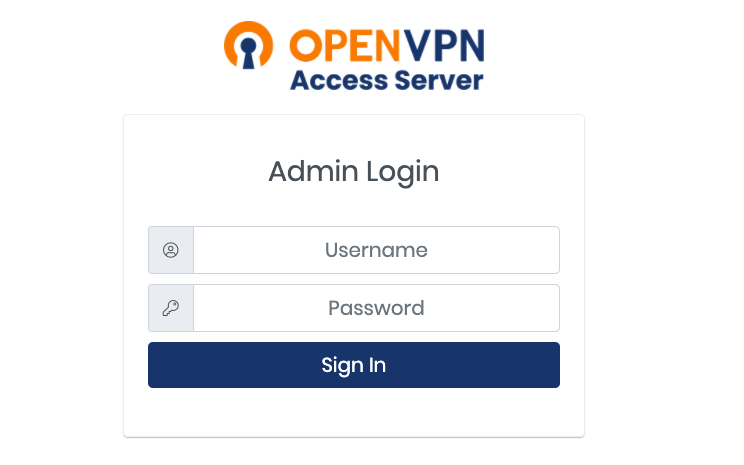 OPENVPN
Access Server
Admin Login
Username
Password
Sign In